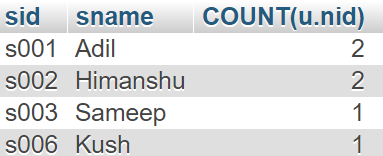 sid sname COUNT(u.nid)
s001 Adil 2
s002 Himanshu 2
s003 Sameep 1
s006 Kush 1